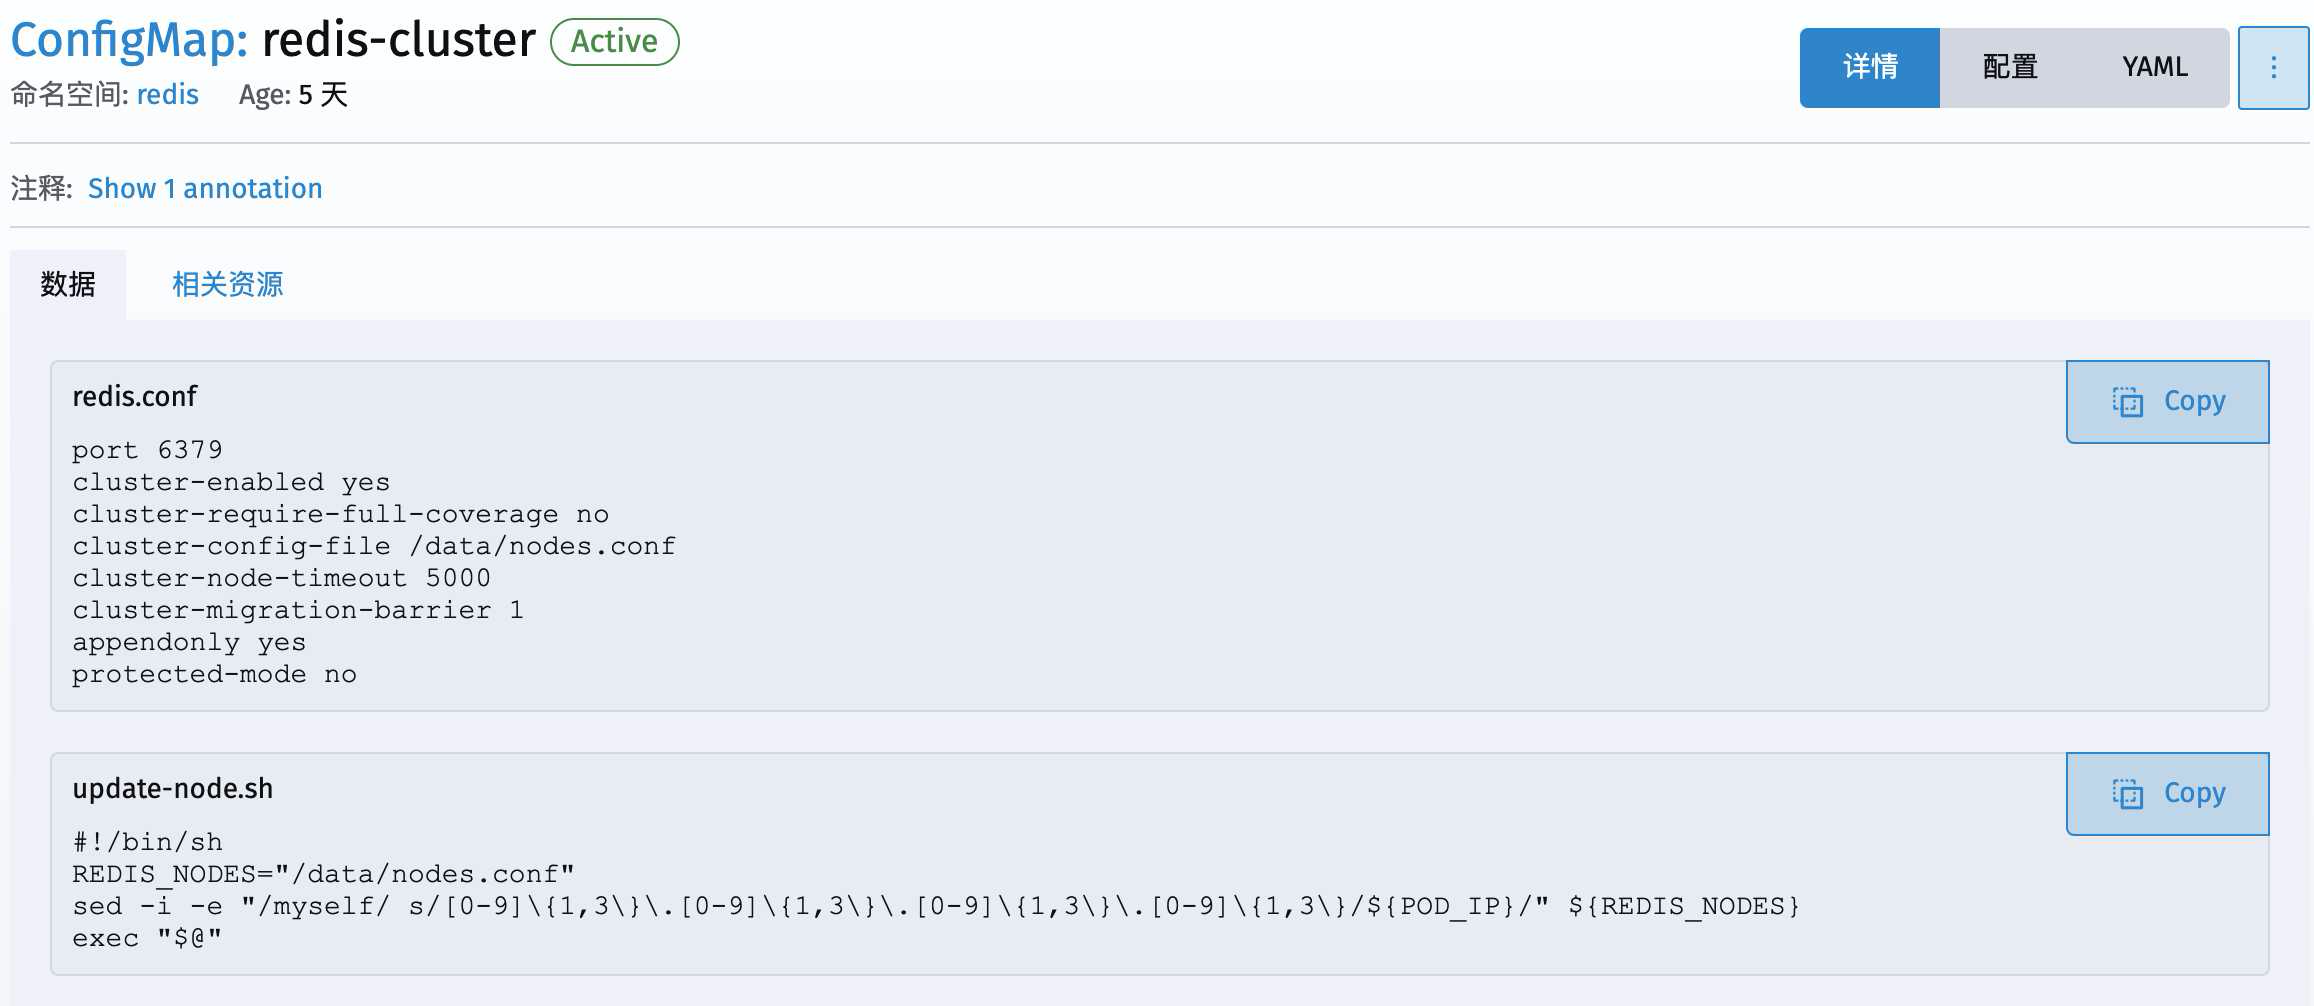 ConfigMap: redis-cluster Active
命名空间: redis Age: 5 天
详情 配置 YAML
注释: Show 1 annotation
数据 相关资源
redis.conf
Copy
port 6379
cluster-enabled yes
cluster-require-full-coverage no
cluster-config-file /data/nodes.conf
cluster-node-timeout 5000
cluster-migration-barrier 1
appendonly yes
protected-mode no
update-node.sh
Copy
#!/bin/sh
REDIS_NODES="/data/nodes.conf"
sed -i -e "/myself/ s/[0-9]\{1,3\}\.[0-9]\{1,3\}\.[0-9]\{1,3\}\.[0-9]\{1,3\}/${POD_IP}/" ${REDIS_NODES}
exec "$@"